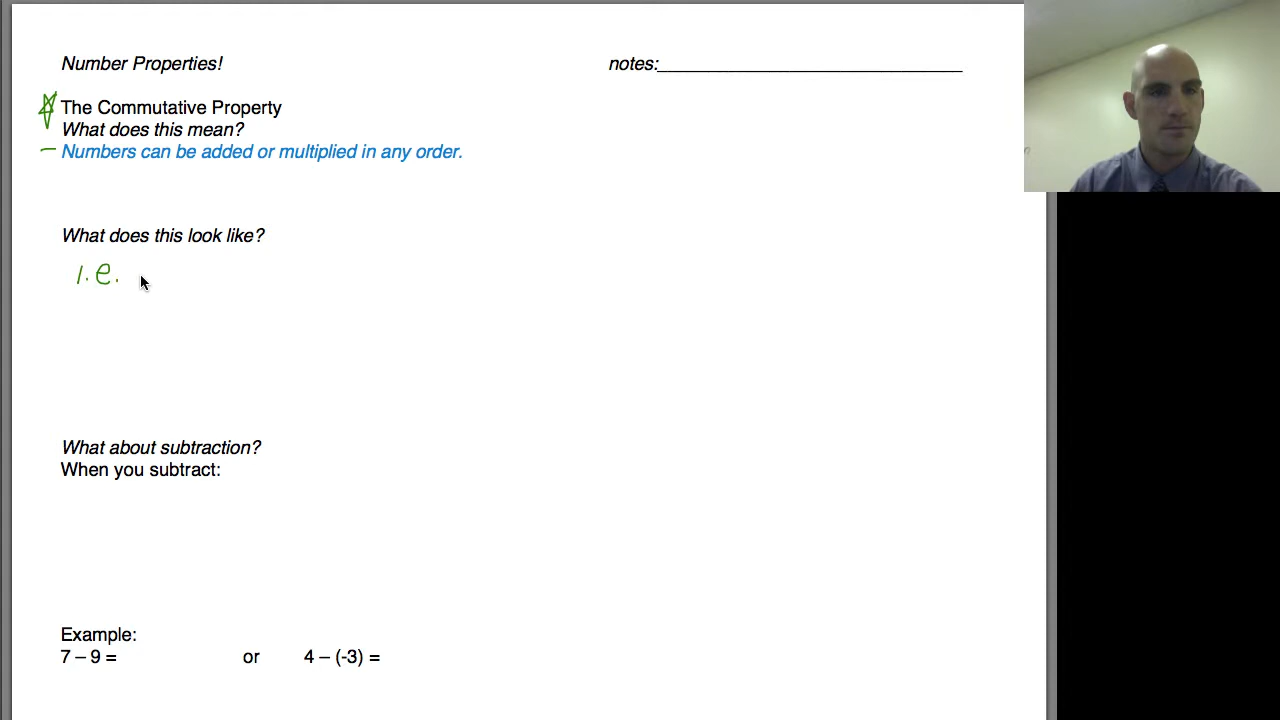 Number Properties!
notes:
The Commutative Property
What does this mean?
Numbers can be added or multiplied in any order.
What does this look like?
i.e.
What about subtraction?
When you subtract:
Example:
7 – 9 = or 4 – (-3) =